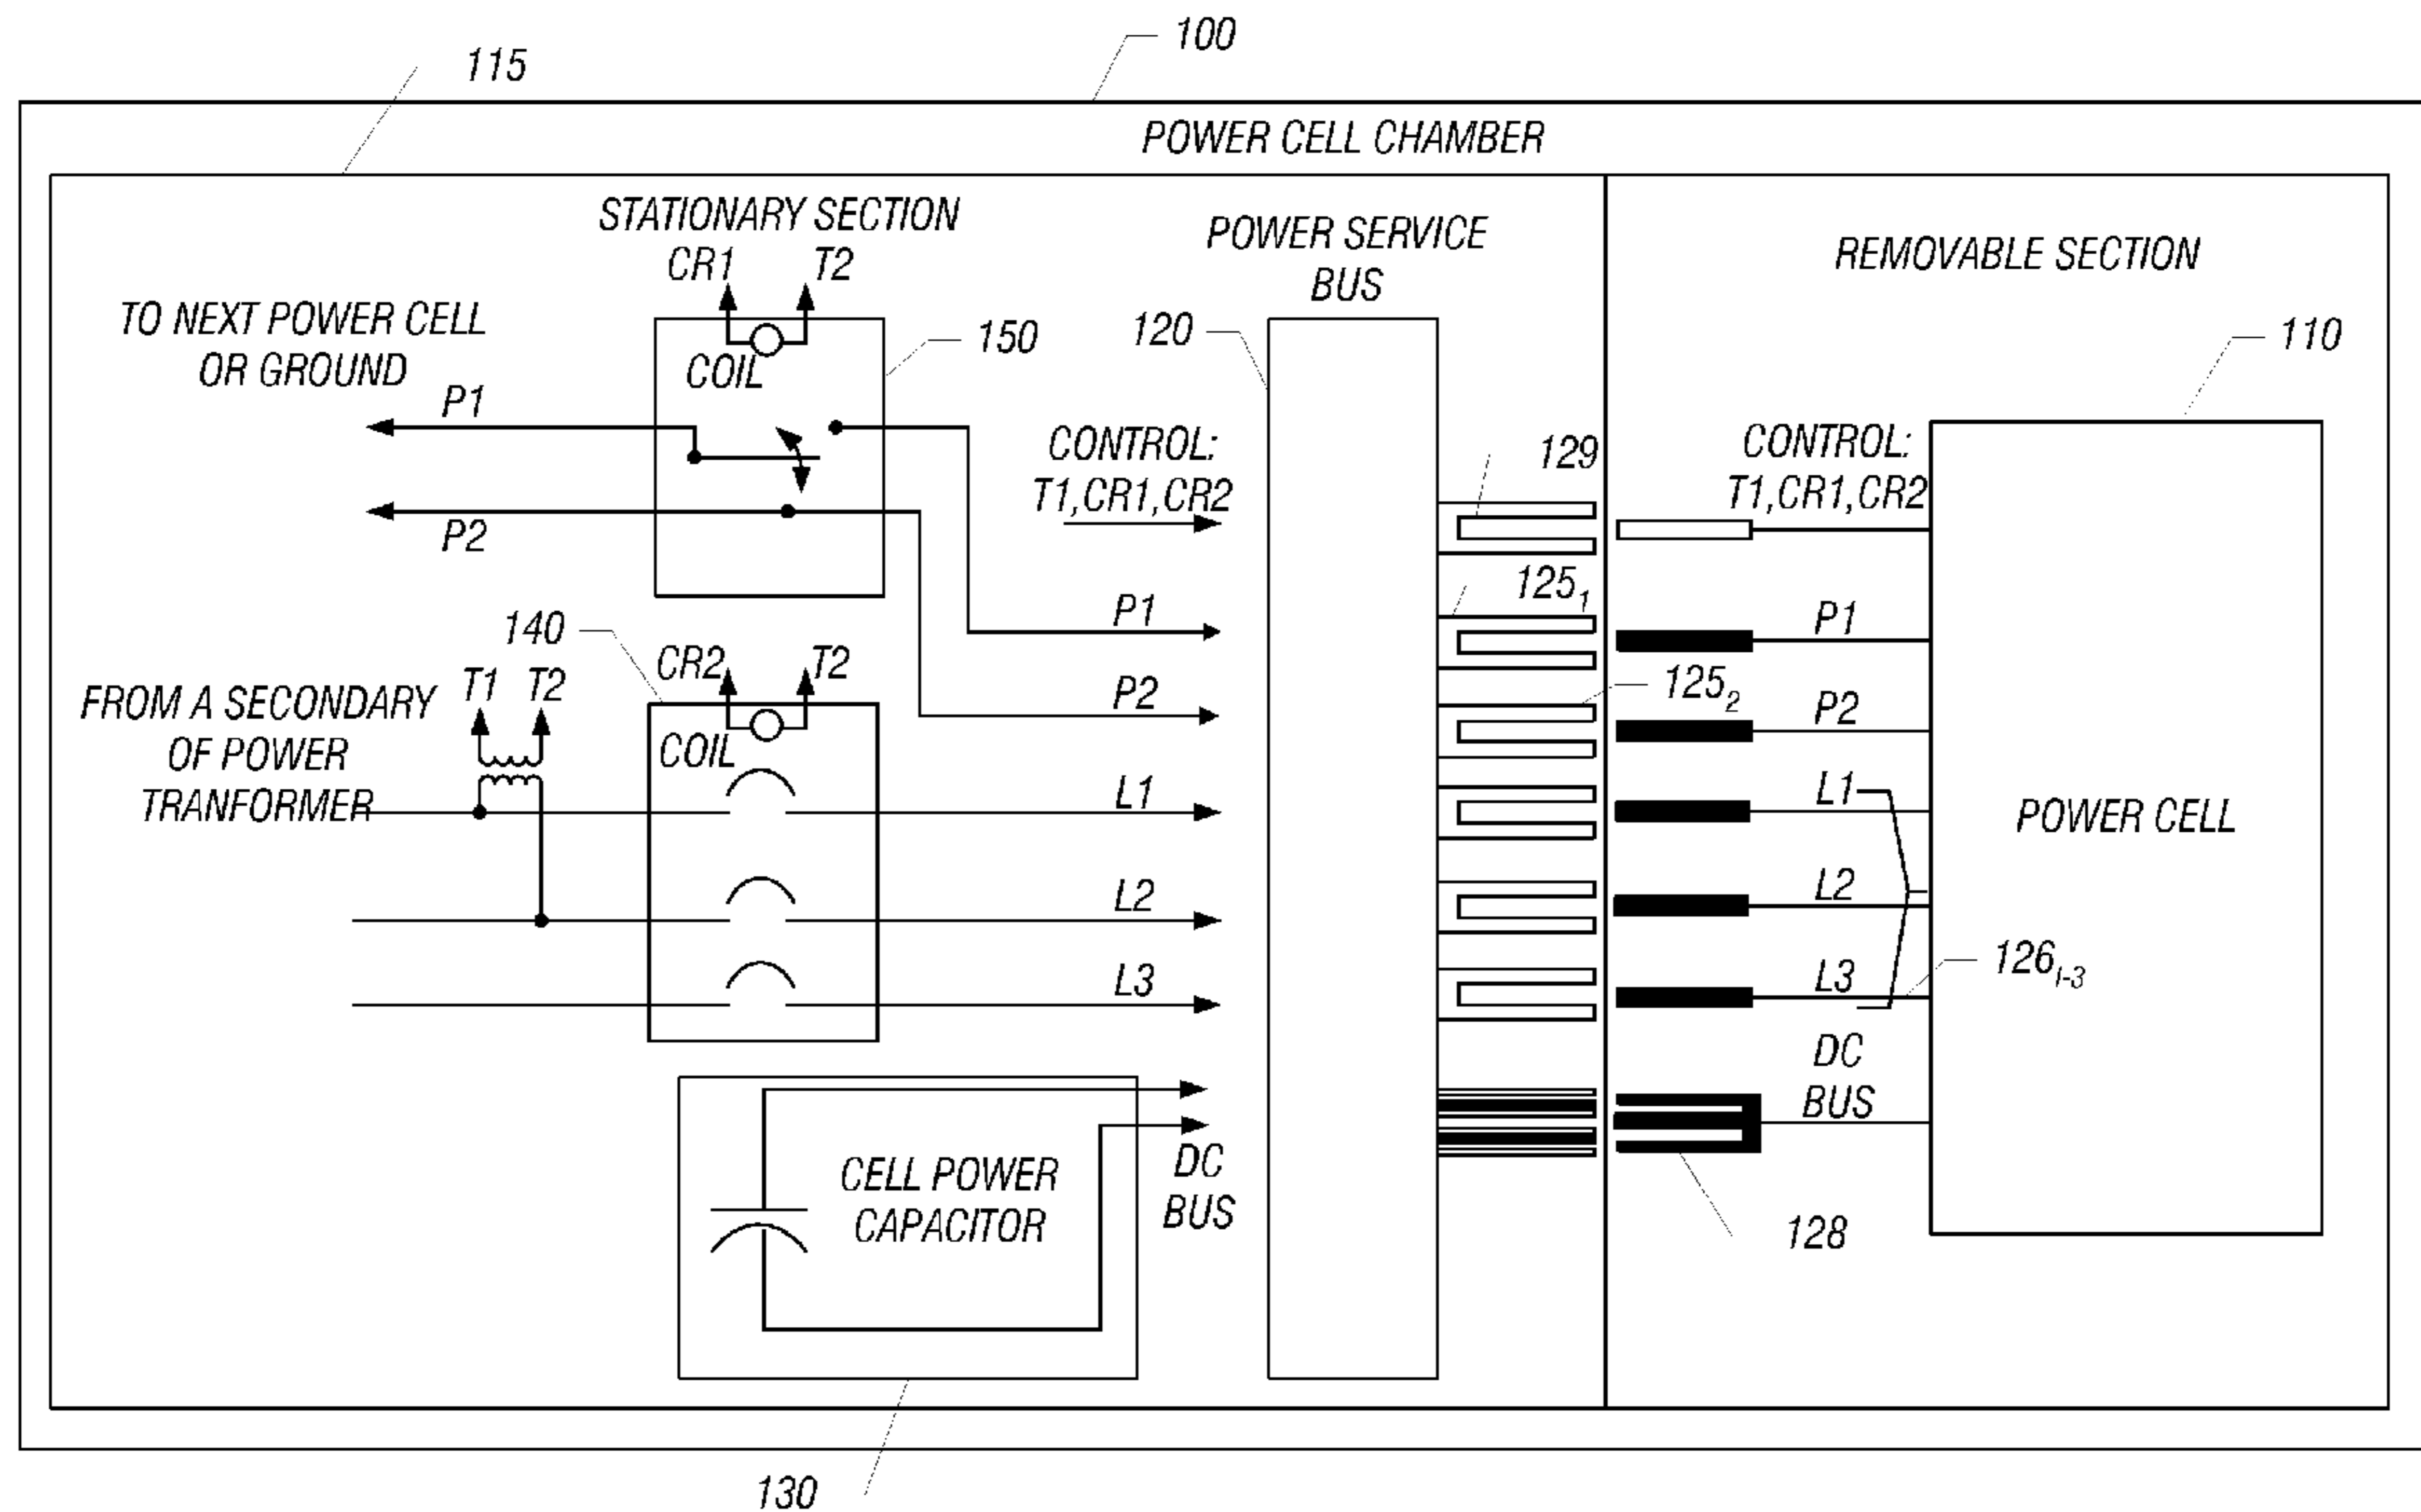 100
115
POWER CELL CHAMBER
STATIONARY SECTION
CR1 T2
POWER SERVICE
BUS
REMOVABLE SECTION
TO NEXT POWER CELL
OR GROUND
COIL
150
120
110
P1
P2
CONTROL:
T1,CR1,CR2
129
CONTROL:
T1,CR1,CR2
125₁
P1
P1
140
CR2 T2
P2
125₂
P2
FROM A SECONDARY
OF POWER
TRANFORMER
T1 T2
COIL
L1
L1
POWER CELL
L2
L2
L3
L3
126₁₋₃
DC
BUS
CELL POWER
CAPACITOR
DC
BUS
128
130